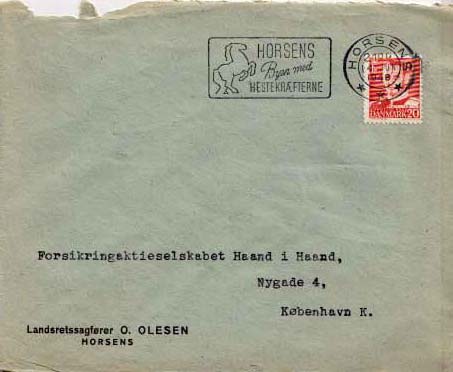 HORSENS
Byen med
HESTEKRÆFTERNE
HORSENS
DANMARK 20
Forsikringaktieselskabet Haand i Haand,
Nygade 4,
København K.
Landsretssagfører O. OLESEN
HORSENS